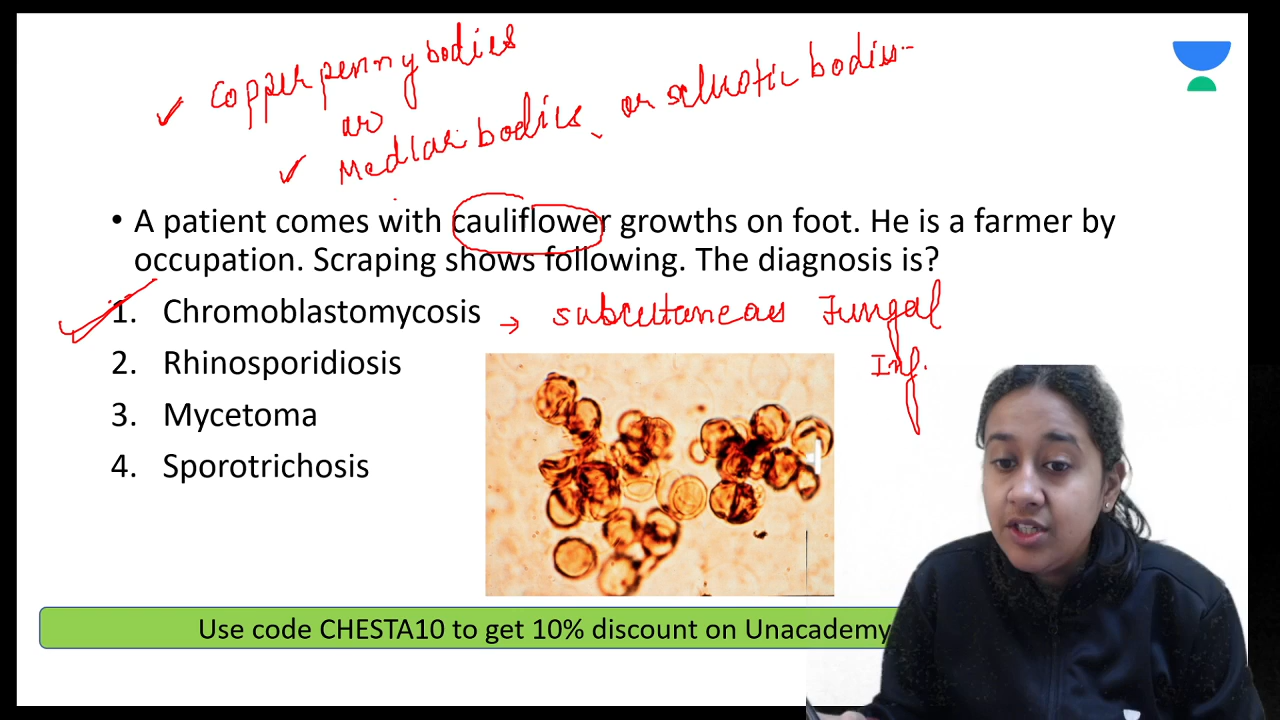 copper penny bodies
or
Medlar bodies, or sclerotic bodies
• A patient comes with cauliflower growths on foot. He is a farmer by
occupation. Scraping shows following. The diagnosis is?
1. Chromoblastomycosis → subcutaneous Fungal
Inf.
2. Rhinosporidiosis
3. Mycetoma
4. Sporotrichosis
Use code CHESTA10 to get 10% discount on Unacademy